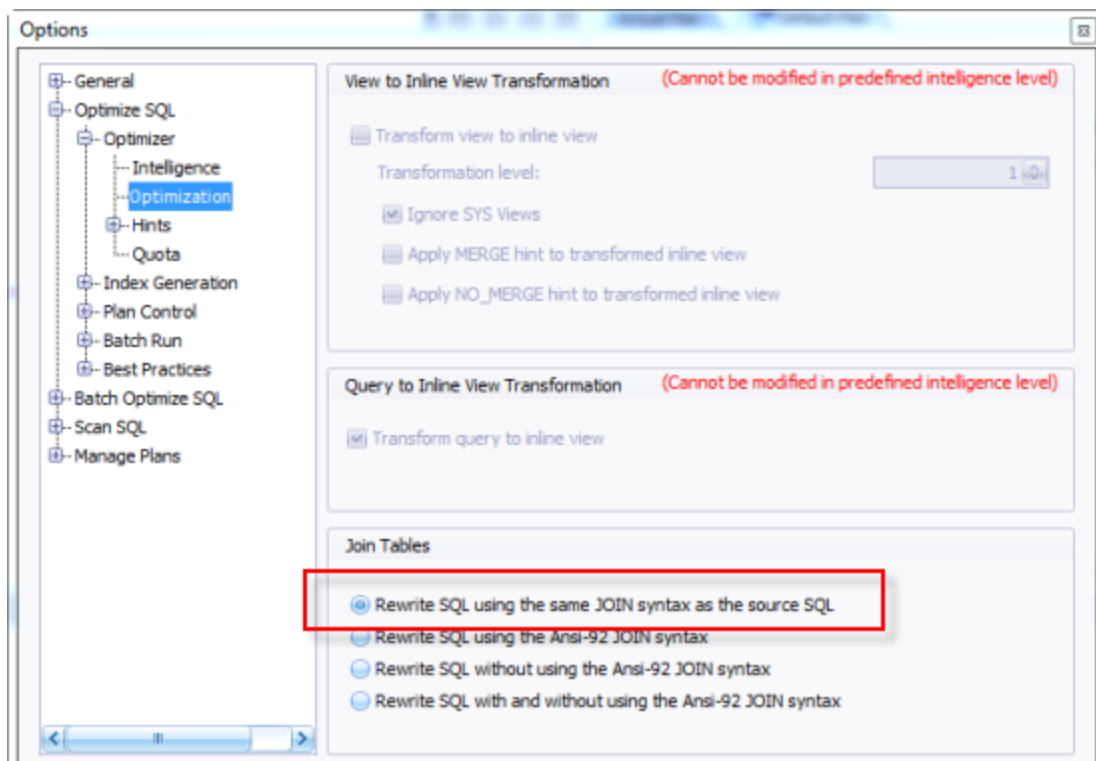 Options
General
Optimize SQL
Optimizer
Intelligence
Optimization
Hints
Quota
Index Generation
Plan Control
Batch Run
Best Practices
Batch Optimize SQL
Scan SQL
Manage Plans
View to Inline View Transformation (Cannot be modified in predefined intelligence level)
Transform view to inline view
Transformation level: 1
Ignore SYS Views
Apply MERGE hint to transformed inline view
Apply NO_MERGE hint to transformed inline view
Query to Inline View Transformation (Cannot be modified in predefined intelligence level)
Transform query to inline view
Join Tables
Rewrite SQL using the same JOIN syntax as the source SQL
Rewrite SQL using the Ansi-92 JOIN syntax
Rewrite SQL without using the Ansi-92 JOIN syntax
Rewrite SQL with and without using the Ansi-92 JOIN syntax